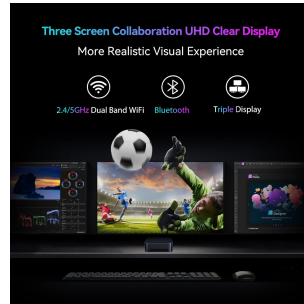 Three Screen Collaboration UHD Clear Display
More Realistic Visual Experience
2.4/5GHz Dual Band WiFi Bluetooth Triple Display